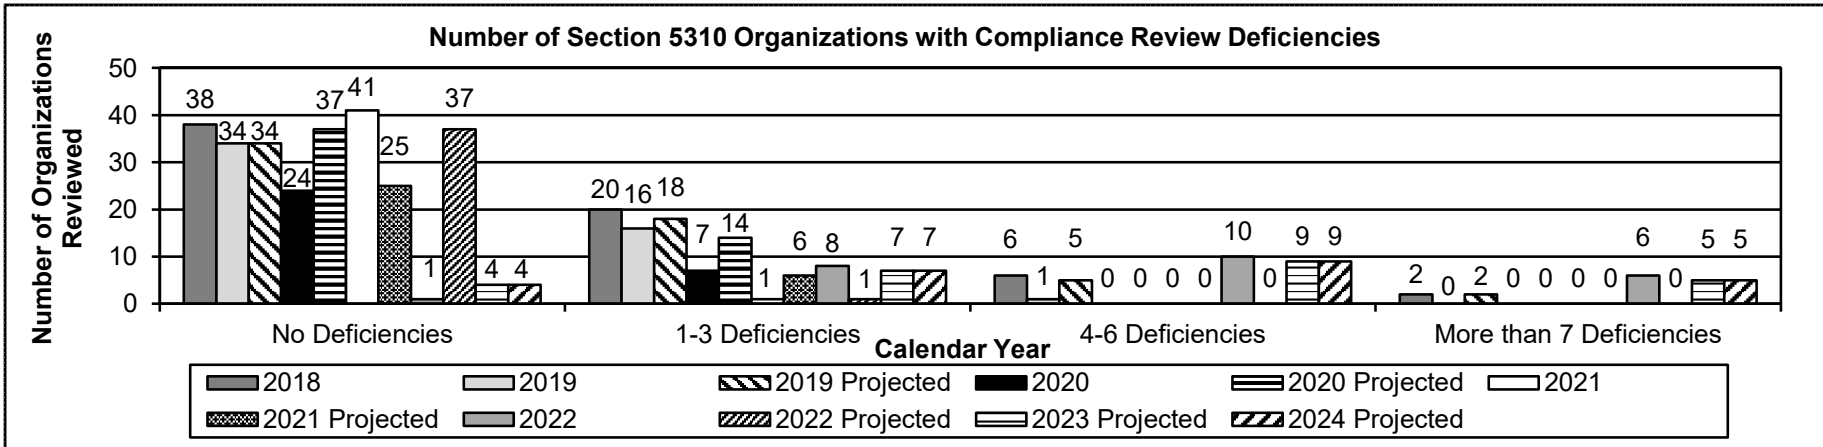 Number of Section 5310 Organizations with Compliance Review Deficiencies
Number of Organizations
Reviewed
50
40
30
20
10
0
38 34 34 24 37 41 25 1 37 4 4
20 16 18 7 14 1 6 8 1 7 7
6 1 5 0 0 0 0 10 0 9 9
2 0 2 0 0 0 0 6 0 5 5
No Deficiencies 1-3 Deficiencies 4-6 Deficiencies More than 7 Deficiencies
Calendar Year
2018 2019 2019 Projected 2020 2020 Projected 2021
2021 Projected 2022 2022 Projected 2023 Projected 2024 Projected